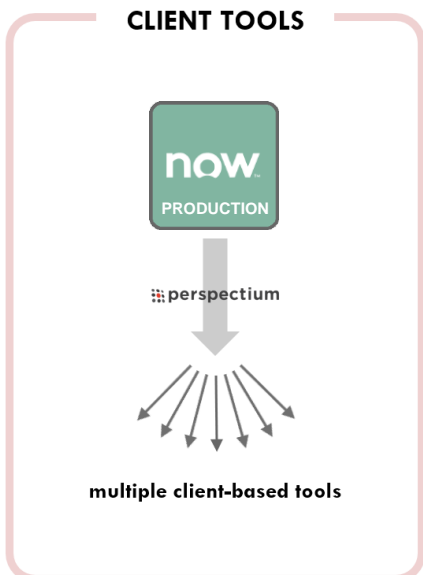 CLIENT TOOLS
now
PRODUCTION
perspectium
multiple client-based tools